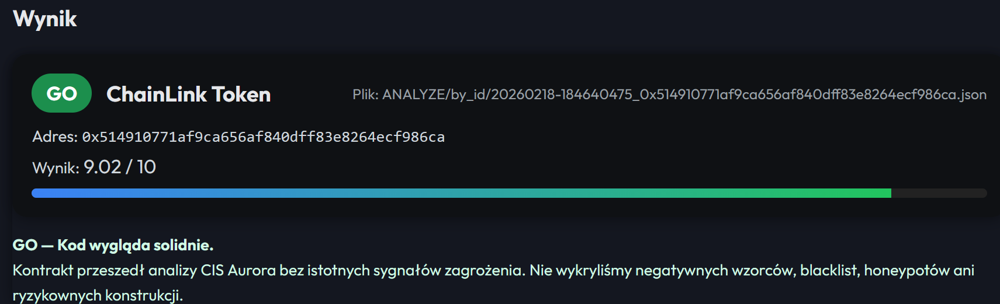 Wynik
GO ChainLink Token Plik: ANALYZE/by_id/20260218-184640475_0x514910771af9ca656af840dff83e8264ecf986ca.json
Adres: 0x514910771af9ca656af840dff83e8264ecf986ca
Wynik: 9.02 / 10
GO — Kod wygląda solidnie.
Kontrakt przeszedł analizy CIS Aurora bez istotnych sygnałów zagrożenia. Nie wykryliśmy negatywnych wzorców, blacklist, honeypotów ani
ryzykownych konstrukcji.